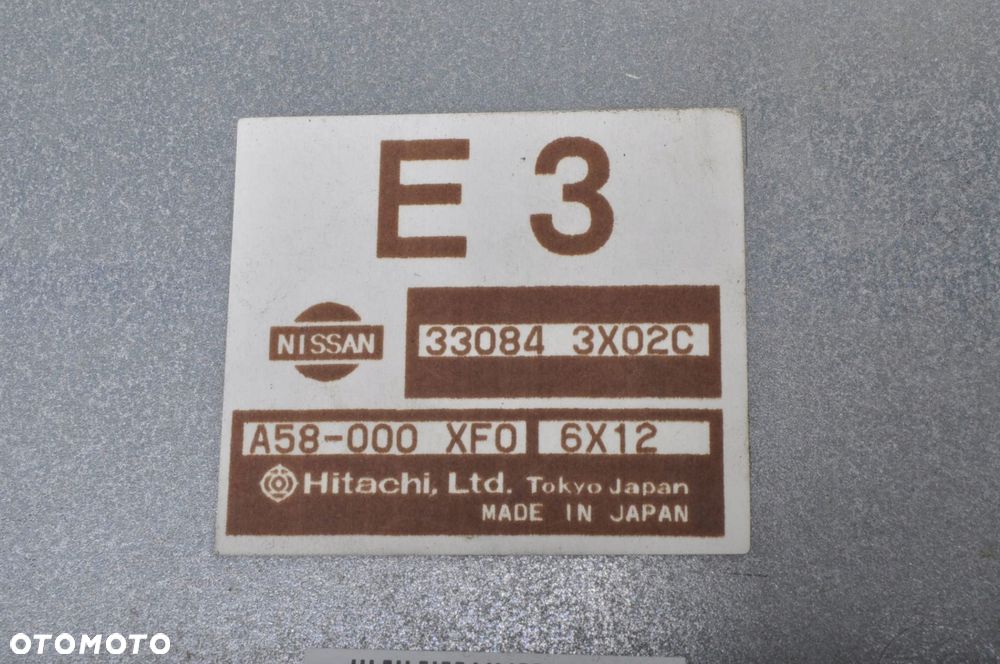 E 3
NISSAN
33084 3X02C
A58-000 XF0 6X12
Hitachi, Ltd. Tokyo Japan
MADE IN JAPAN
OTOMOTO